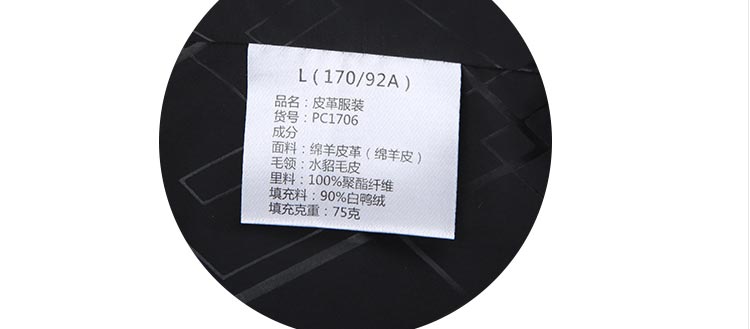 L（170/92A）
品名：皮革服装
货号：PC1706
成分
面料：绵羊皮革（绵羊皮）
毛领：水貂毛皮
里料：100%聚酯纤维
填充料：90%白鸭绒
填充克重：75克